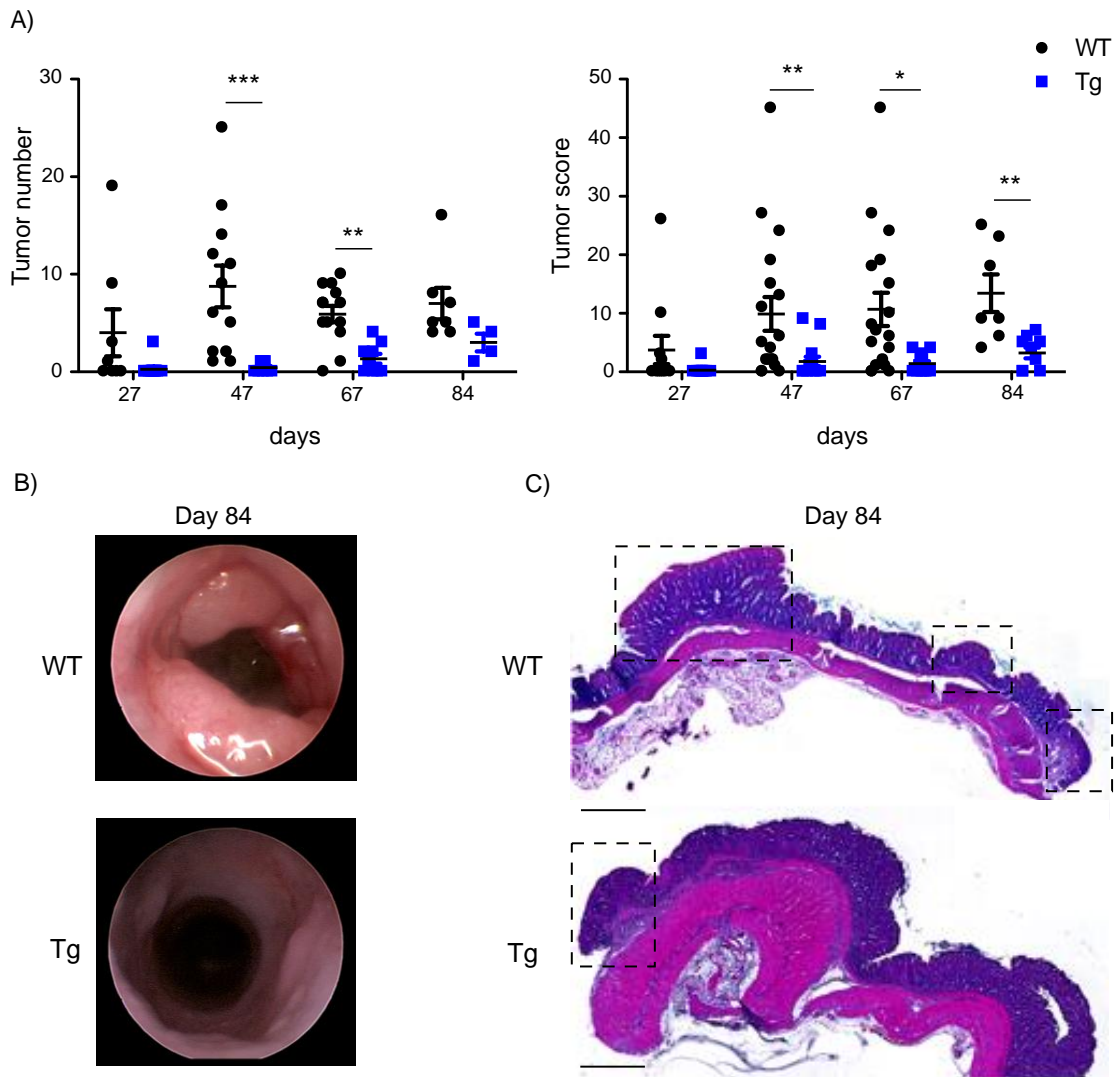 A)
WT
Tg
Tumor number
30
20
10
0
***
**
27 47 67 84
days
Tumor score
50
40
30
20
10
0
**
*
**
27 47 67 84
days
B)
Day 84
WT
Tg
C)
Day 84
WT
Tg